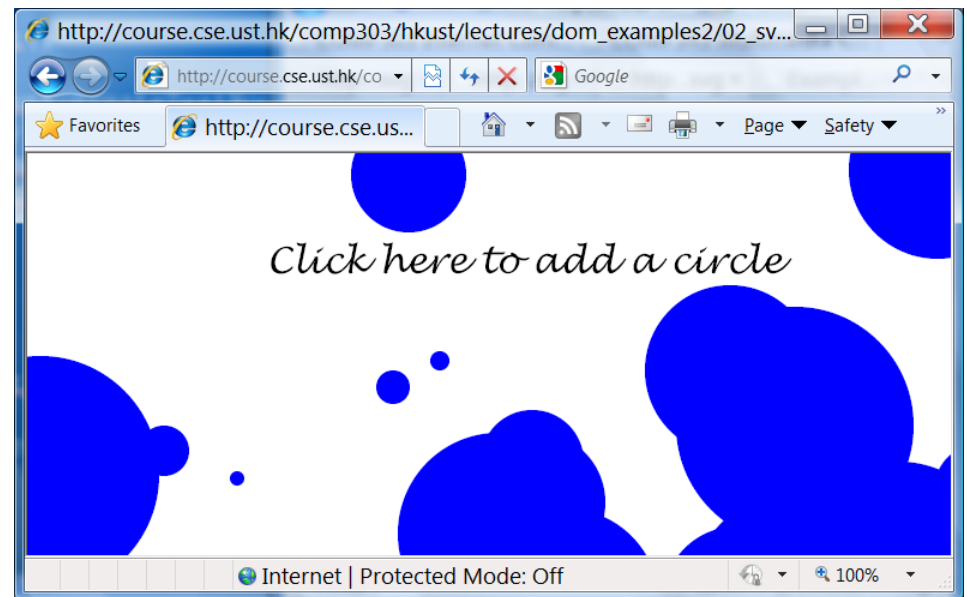 http://course.cse.ust.hk/comp303/hkust/lectures/dom_examples2/02_sv...
http://course.cse.ust.hk/co Google
Favorites http://course.cse.us... Page Safety »
Click here to add a circle
Internet | Protected Mode: Off 100%